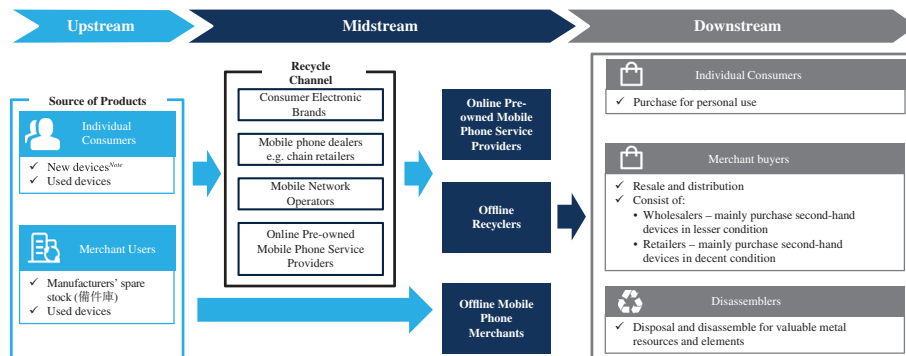 Upstream
Midstream
Downstream
Source of Products
Individual
Consumers
✓ New devicesNote
✓ Used devices
Merchant Users
✓ Manufacturers' spare
stock (備件庫)
✓ Used devices
Recycle
Channel
Consumer Electronic
Brands
Mobile phone dealers
e.g. chain retailers
Mobile Network
Operators
Online Pre-owned
Mobile Phone Service
Providers
Online Pre-
owned Mobile
Phone Service
Providers
Offline
Recyclers
Offline Mobile
Phone
Merchants
Individual Consumers
✓ Purchase for personal use
Merchant buyers
✓ Resale and distribution
✓ Consist of:
• Wholesalers – mainly purchase second-hand
devices in lesser condition
• Retailers – mainly purchase second-hand
devices in decent condition
Disassemblers
✓ Disposal and disassemble for valuable metal
resources and elements